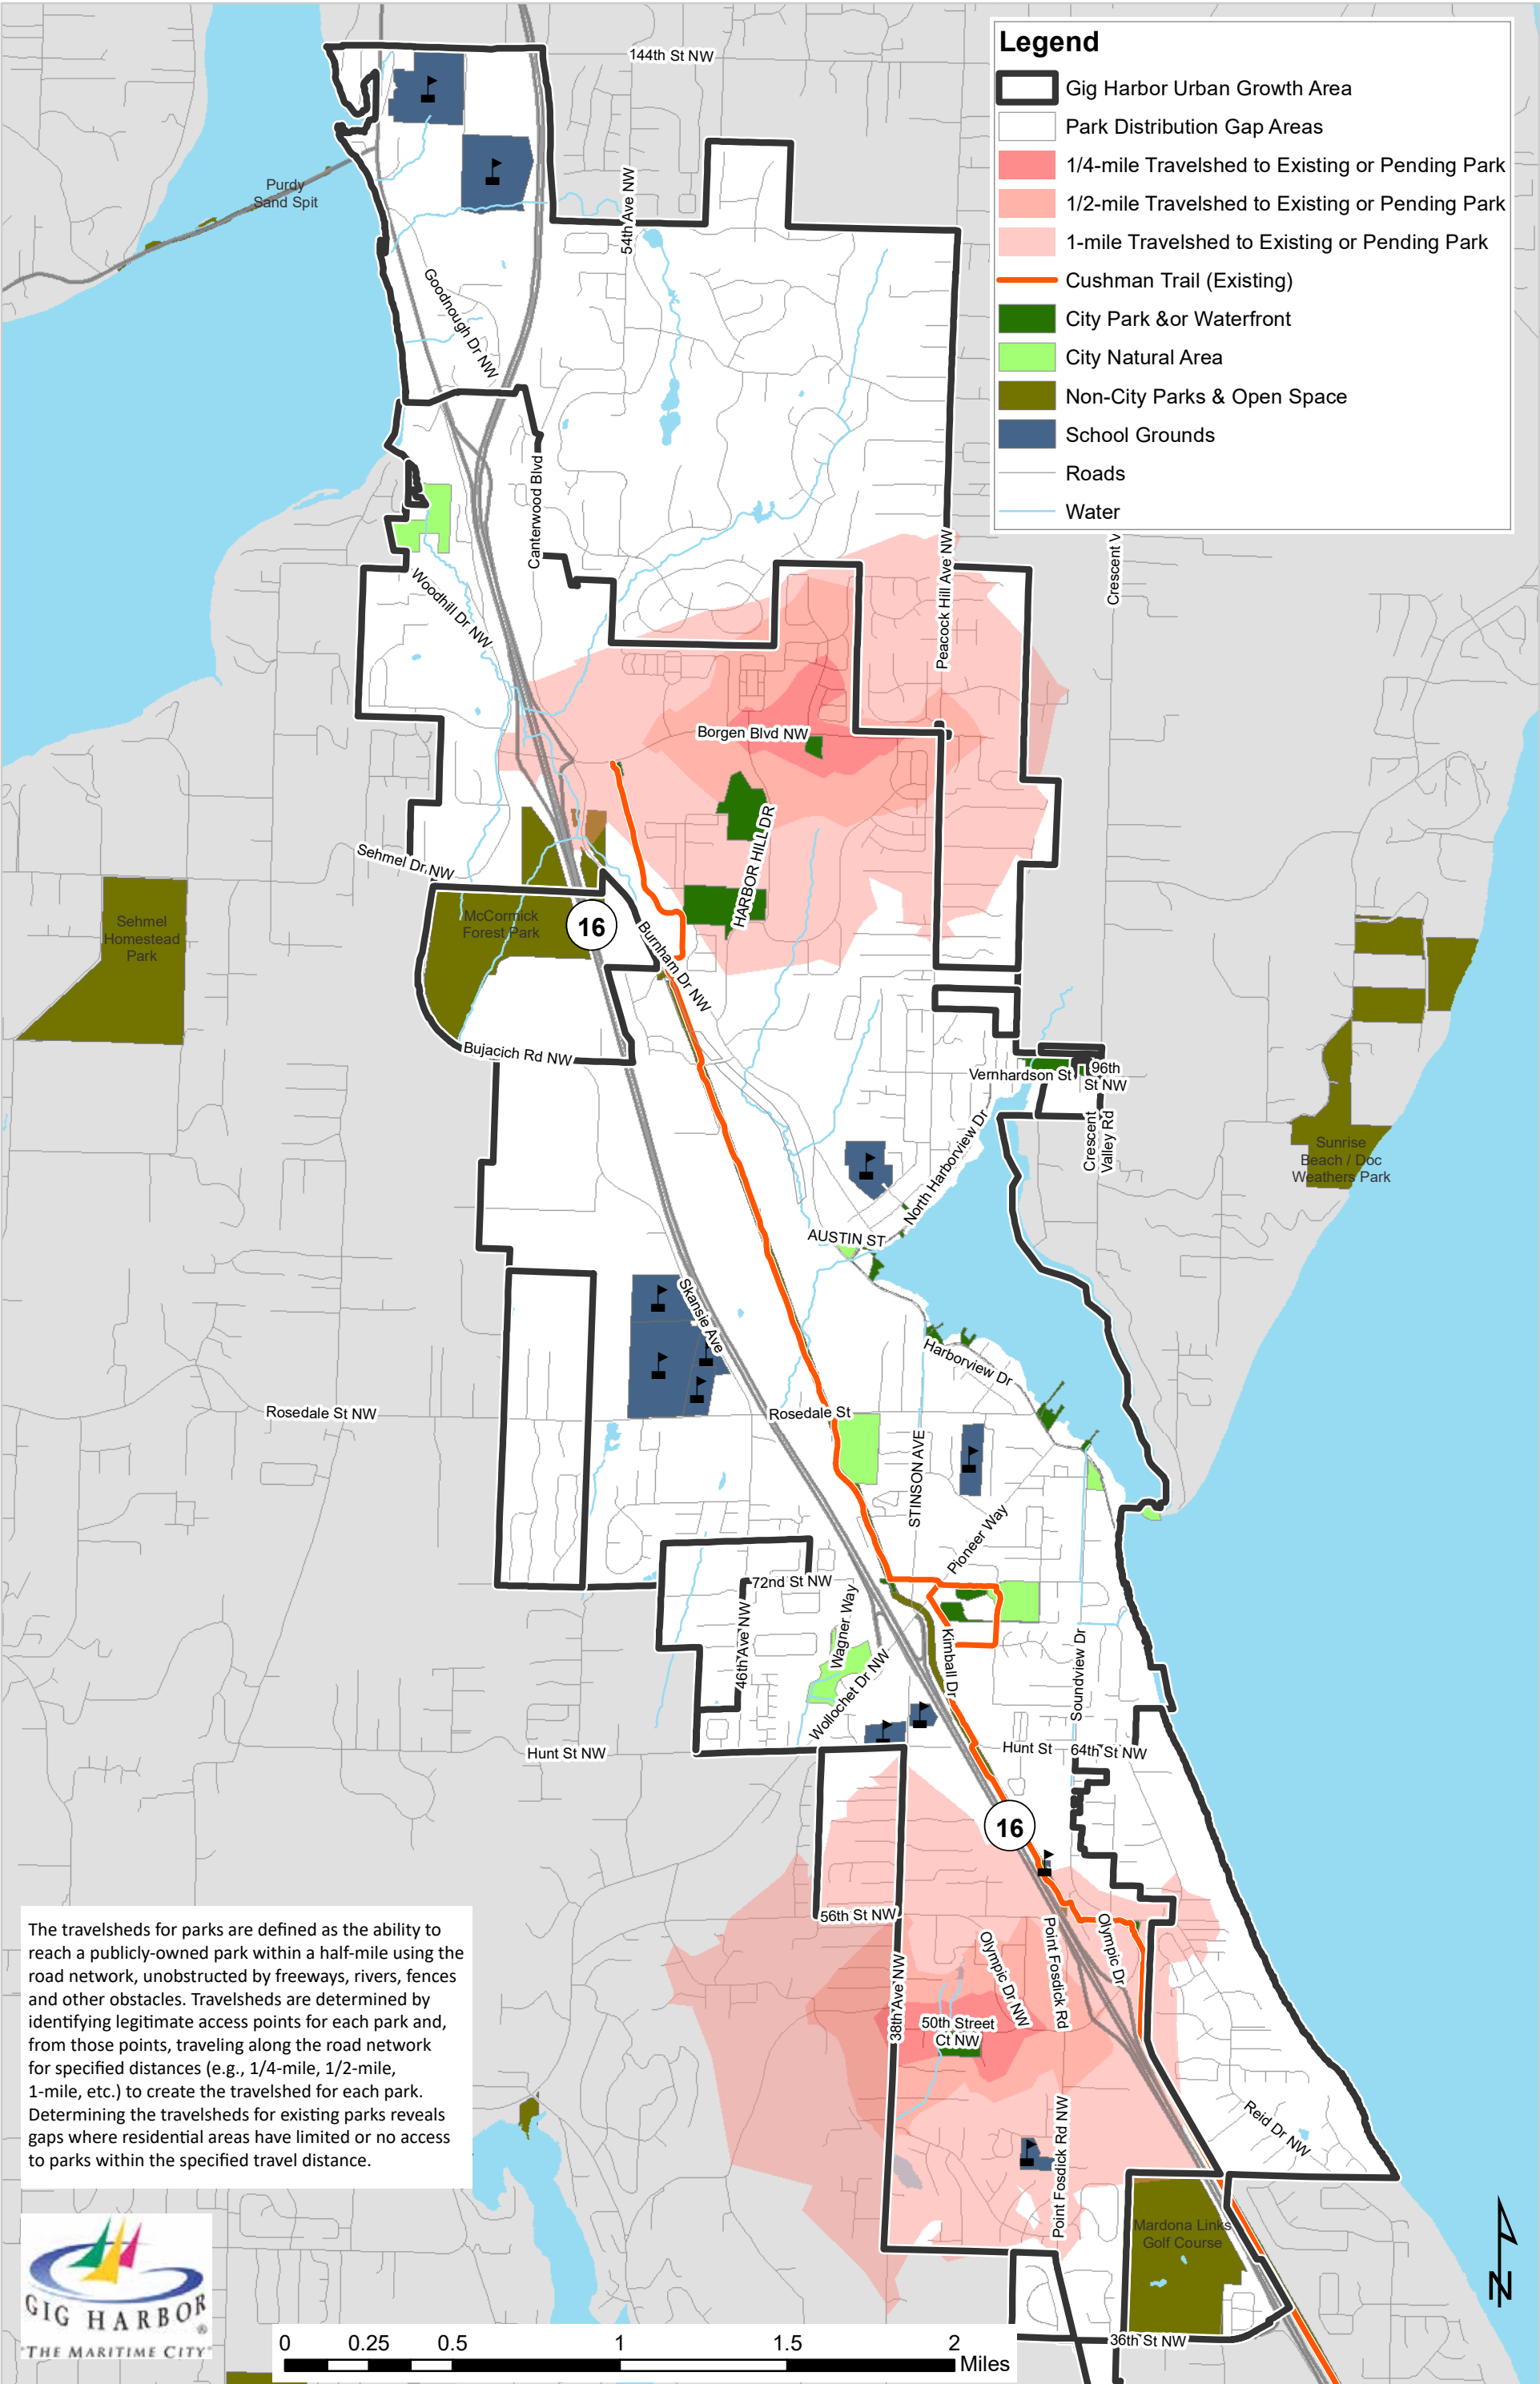 Legend
Gig Harbor Urban Growth Area
Park Distribution Gap Areas
1/4-mile Travelshed to Existing or Pending Park
1/2-mile Travelshed to Existing or Pending Park
1-mile Travelshed to Existing or Pending Park
Cushman Trail (Existing)
City Park &or Waterfront
City Natural Area
Non-City Parks & Open Space
School Grounds
Roads
Water
144th St NW
Purdy
Sand Spit
54th Ave NW
Goodnough Dr NW
Canterwood Blvd
Crescent V
Peacock Hill Ave NW
Woodhill Dr NW
Borgen Blvd NW
HARBOR HILL DR
Sehmel Dr NW
McCormick
Forest Park
Sehmel
Homestead
Park
16
Burnham Dr NW
Bujacich Rd NW
Vernhardson St
96th
St NW
Crescent
Valley Rd
Sunrise
Beach / Doc
Weathers Park
North Harborview Dr
AUSTIN ST
Skansie Ave
Harborview Dr
Rosedale St NW
Rosedale St
STINSON AVE
Pioneer Way
72nd St NW
46th Ave NW
Wagner Way
Wollochet Dr NW
Kimball Dr
Soundview Dr
Hunt St NW
Hunt St
64th St NW
16
56th St NW
38th Ave NW
Olympic Dr NW
Point Fosdick Rd
Olympic Dr
50th Street
Ct NW
Point Fosdick Rd NW
Reid Dr NW
Mardona Links
Golf Course
36th St NW
The travelsheds for parks are defined as the ability to
reach a publicly-owned park within a half-mile using the
road network, unobstructed by freeways, rivers, fences
and other obstacles. Travelsheds are determined by
identifying legitimate access points for each park and,
from those points, traveling along the road network
for specified distances (e.g., 1/4-mile, 1/2-mile,
1-mile, etc.) to create the travelshed for each park.
Determining the travelsheds for existing parks reveals
gaps where residential areas have limited or no access
to parks within the specified travel distance.
GIG HARBOR®
"THE MARITIME CITY"
0 0.25 0.5 1 1.5 2
Miles
N